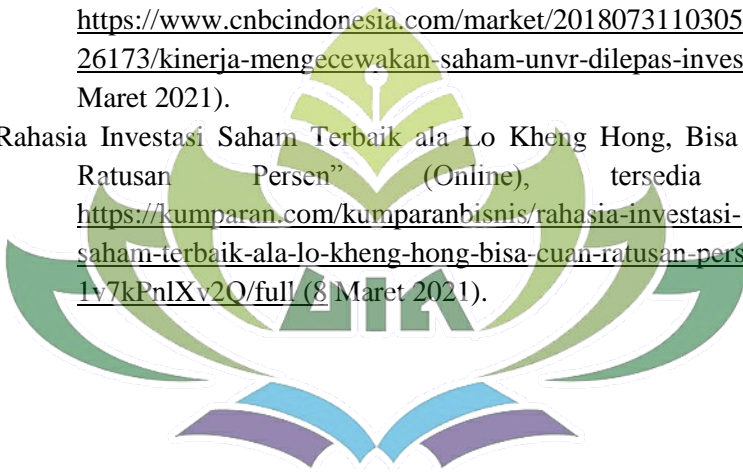 https://www.cnbcindonesia.com/market/2018073110305
26173/kinerja-mengecewakan-saham-unvr-dilepas-inves
Maret 2021).
Rahasia Investasi Saham Terbaik ala Lo Kheng Hong, Bisa
Ratusan Persen” (Online), tersedia
https://kumparan.com/kumparanbisnis/rahasia-investasi-
saham-terbaik-ala-lo-kheng-hong-bisa-cuan-ratusan-pers
1v7kPnlXv2Q/full (8 Maret 2021).